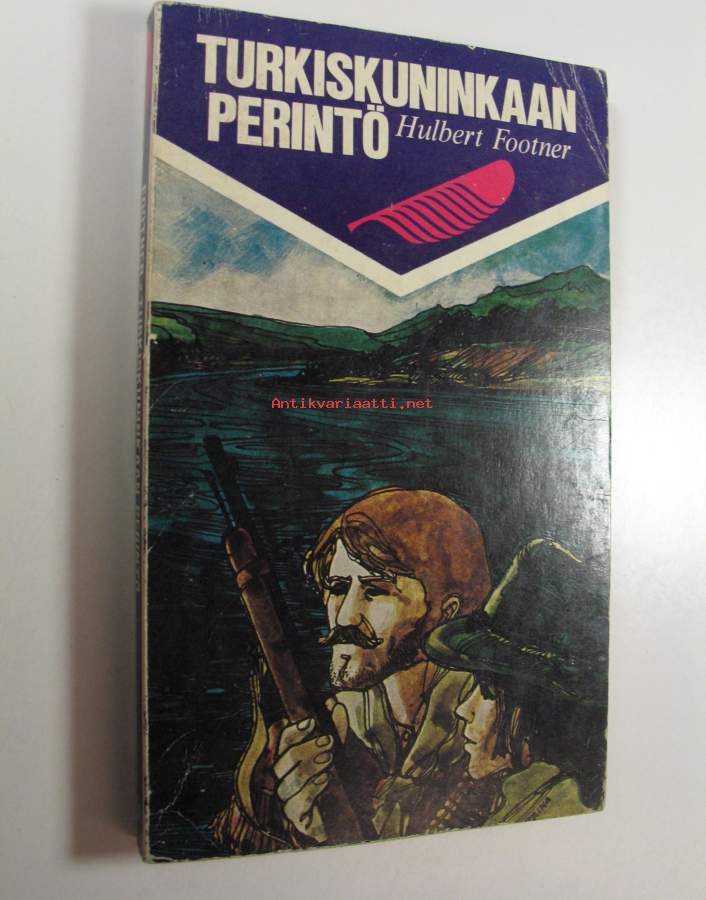 TURKISKUNINKAAN
PERINTÖ
Hulbert Footner
Antikvariaatti.net